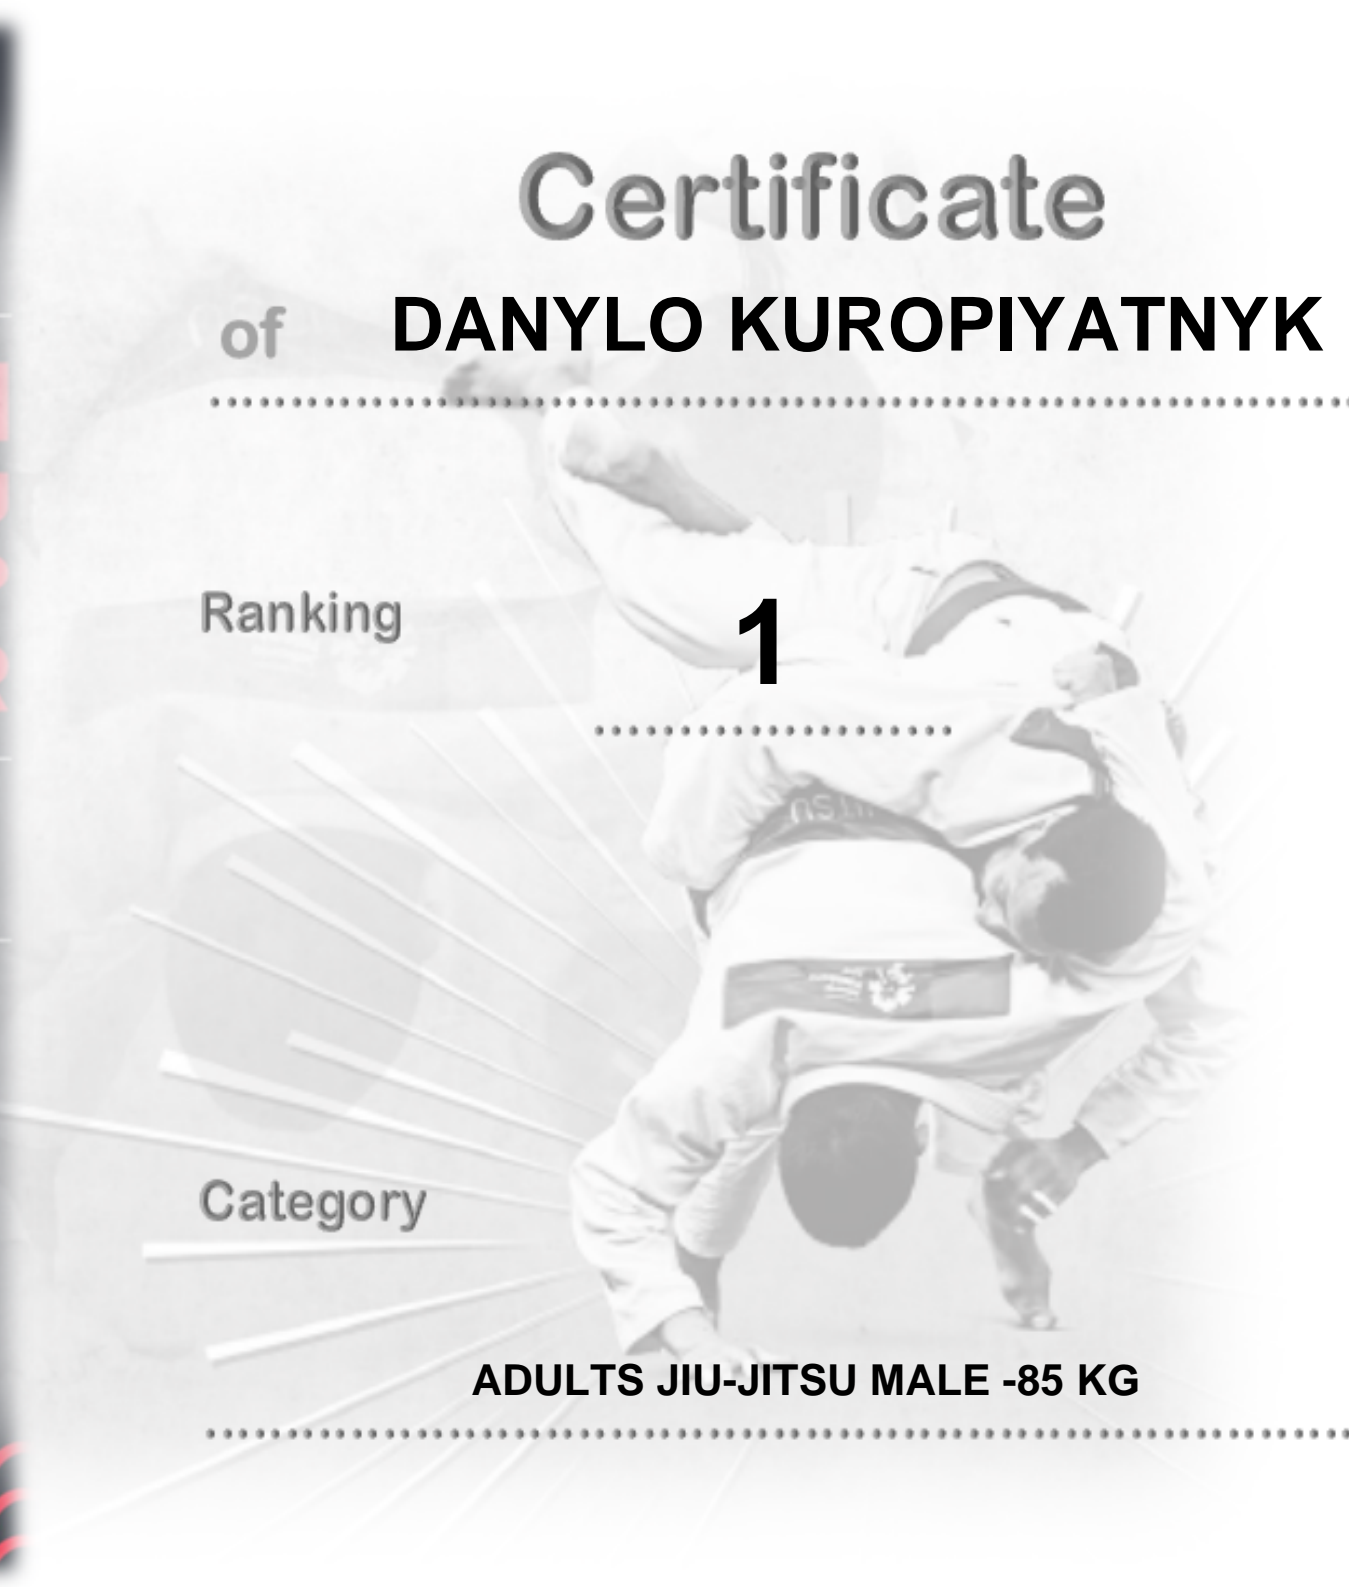 Certificate
of DANYLO KUROPIYATNYK
Ranking 1
Category
ADULTS JIU-JITSU MALE -85 KG